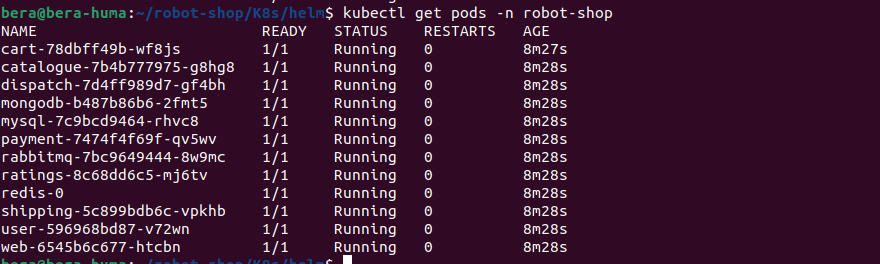 bera@bera-huma:~/robot-shop/K8s/helm$ kubectl get pods -n robot-shop
NAME                         READY   STATUS    RESTARTS   AGE
cart-78dbff49b-wf8js         1/1     Running   0          8m27s
catalogue-7b4b777975-g8hg8   1/1     Running   0          8m28s
dispatch-7d4ff989d7-gf4bh    1/1     Running   0          8m28s
mongodb-b487b86b6-2fmt5      1/1     Running   0          8m28s
mysql-7c9bcd9464-rhvc8       1/1     Running   0          8m28s
payment-7474f4f69f-qv5wv     1/1     Running   0          8m28s
rabbitmq-7bc9649444-8w9mc    1/1     Running   0          8m28s
ratings-8c68dd6c5-mj6tv      1/1     Running   0          8m28s
redis-0                      1/1     Running   0          8m28s
shipping-5c899bdb6c-vpkhb    1/1     Running   0          8m28s
user-596968bd87-v72wn        1/1     Running   0          8m28s
web-6545b6c677-htcbn         1/1     Running   0          8m28s
bera@bera-huma:~/robot-shop/K8s/helm$